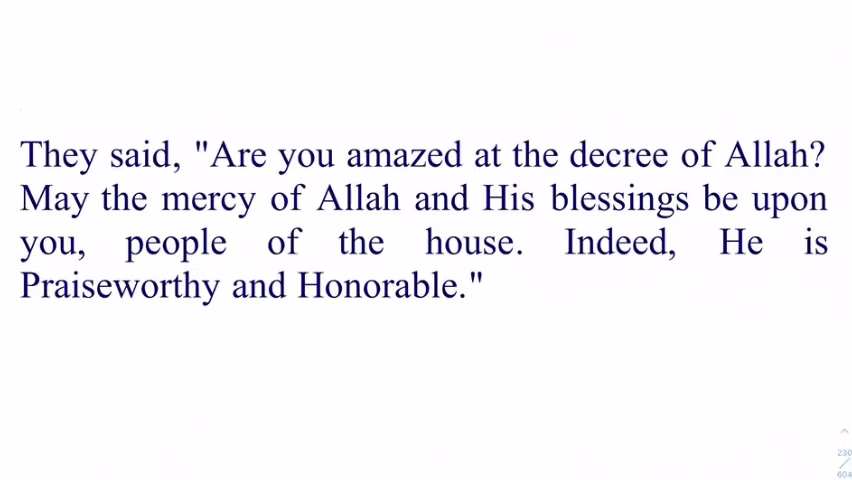 They said, "Are you amazed at the decree of Allah?
May the mercy of Allah and His blessings be upon
you, people of the house. Indeed, He is
Praiseworthy and Honorable."
230
/
604